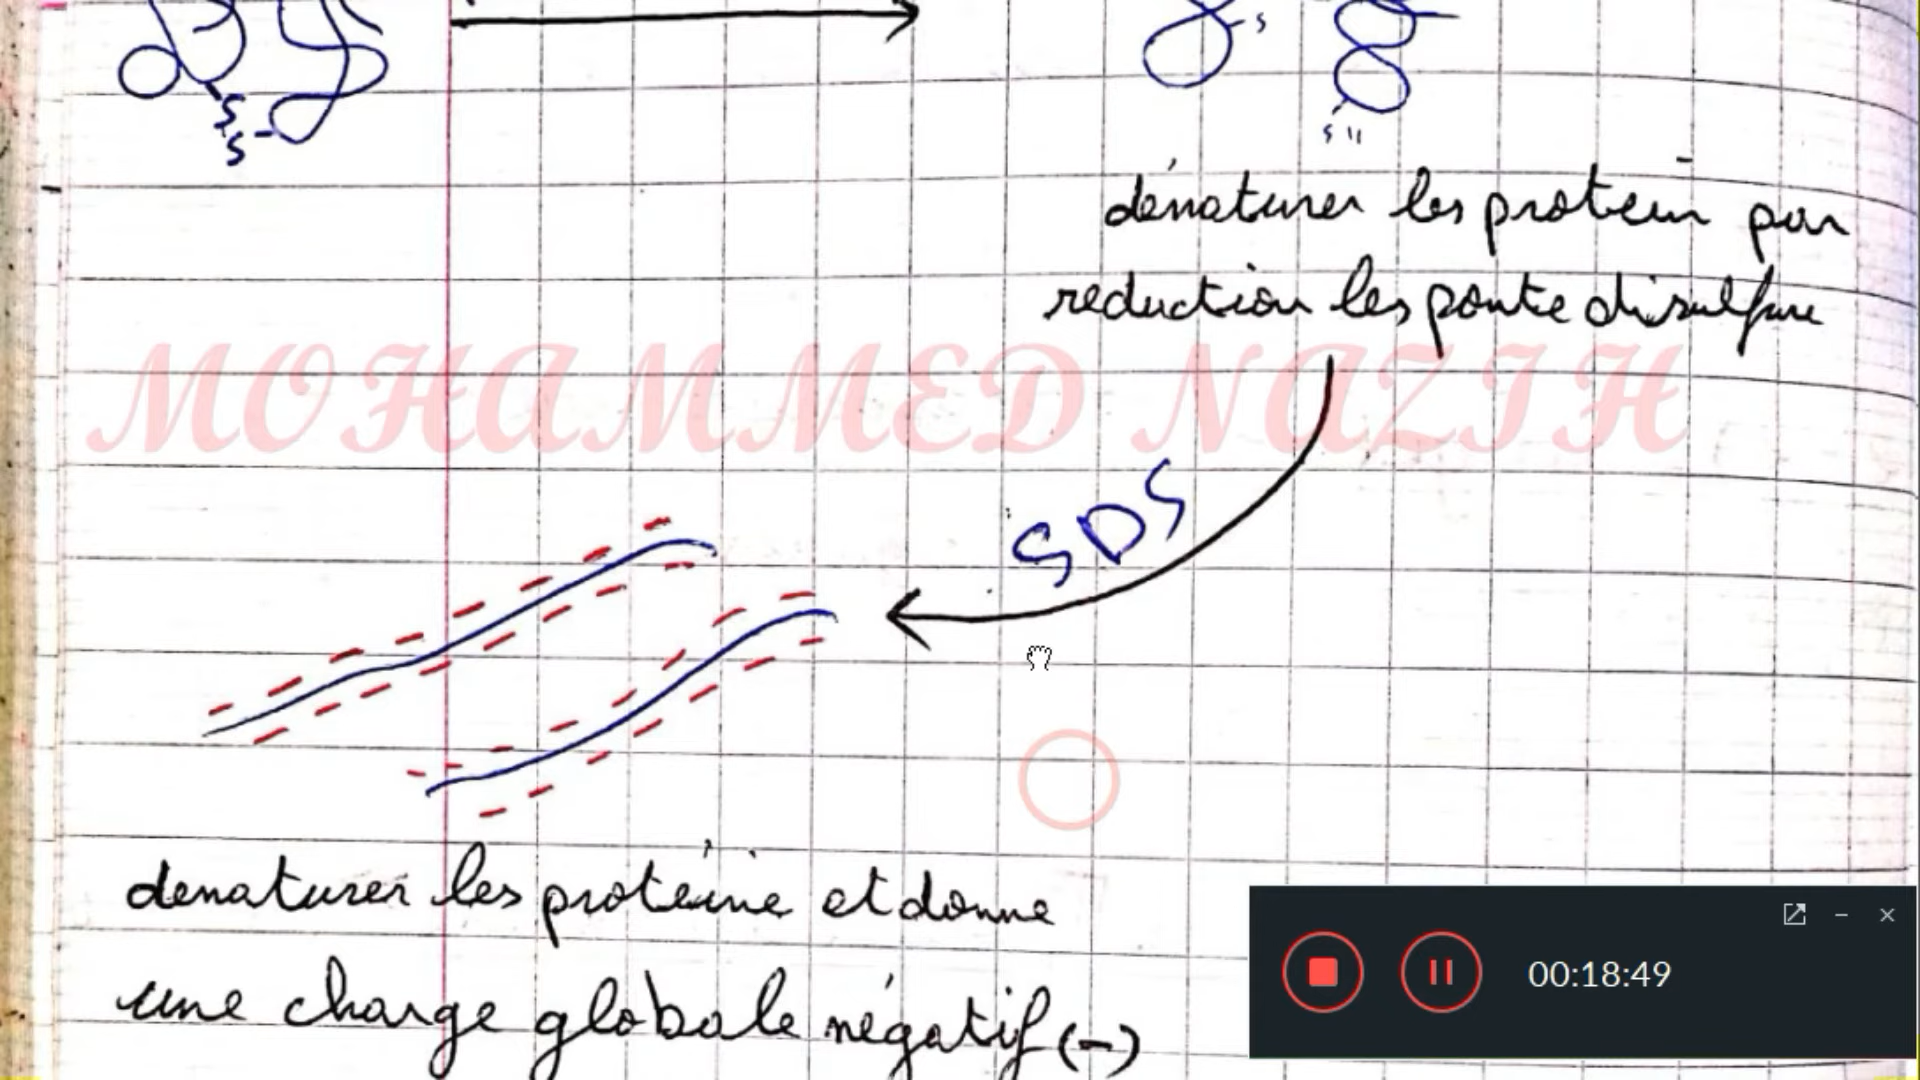 S
S
s
s"
dénaturer les protein par
reduction les ponte disulfure
MOHAMMED NAZIH
SDS
denaturer les protéine et donne
une charge globale négatif (-)
00:18:49